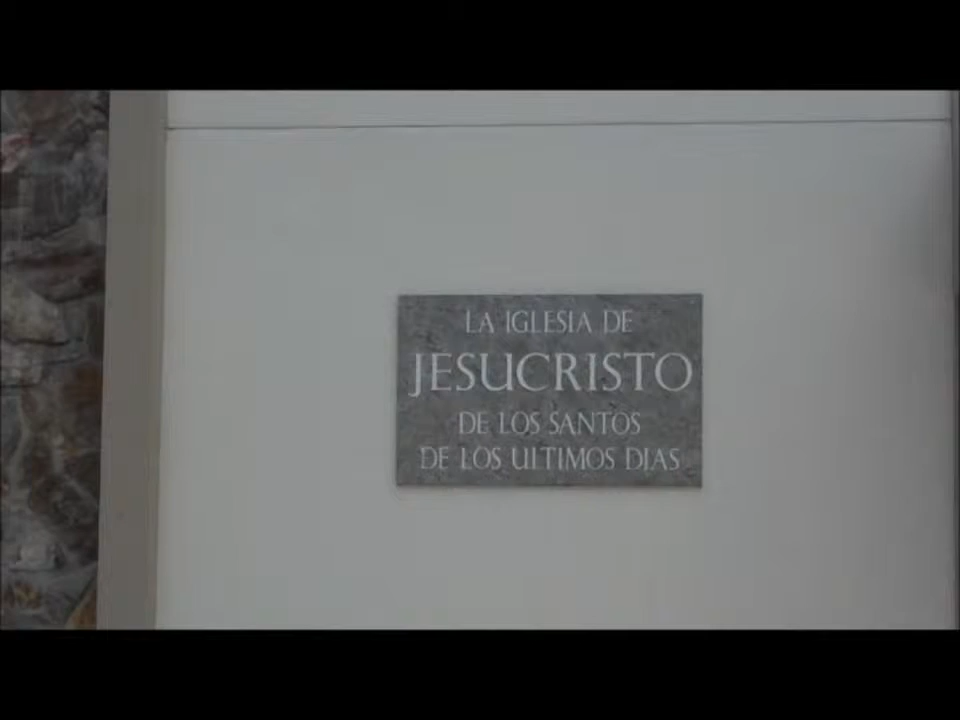 LA IGLESIA DE
JESUCRISTO
DE LOS SANTOS
DE LOS ULTIMOS DIAS